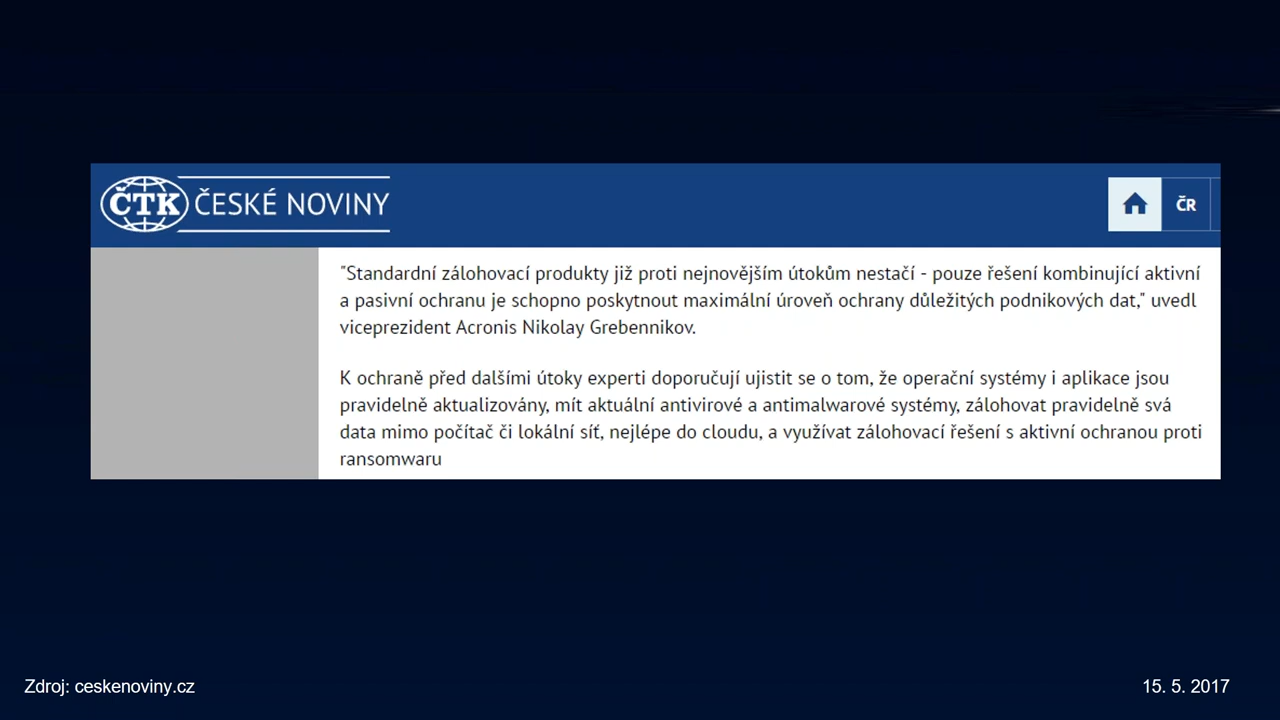 ČTK ČESKÉ NOVINY
ČR
"Standardní zálohovací produkty již proti nejnovějším útokům nestačí - pouze řešení kombinující aktivní
a pasivní ochranu je schopno poskytnout maximální úroveň ochrany důležitých podnikových dat," uvedl
viceprezident Acronis Nikolay Grebennikov.
K ochraně před dalšími útoky experti doporučují ujistit se o tom, že operační systémy i aplikace jsou
pravidelně aktualizovány, mít aktuální antivirové a antimalwarové systémy, zálohovat pravidelně svá
data mimo počítač či lokální síť, nejlépe do cloudu, a využívat zálohovací řešení s aktivní ochranou proti
ransomwaru
Zdroj: ceskenoviny.cz
15. 5. 2017